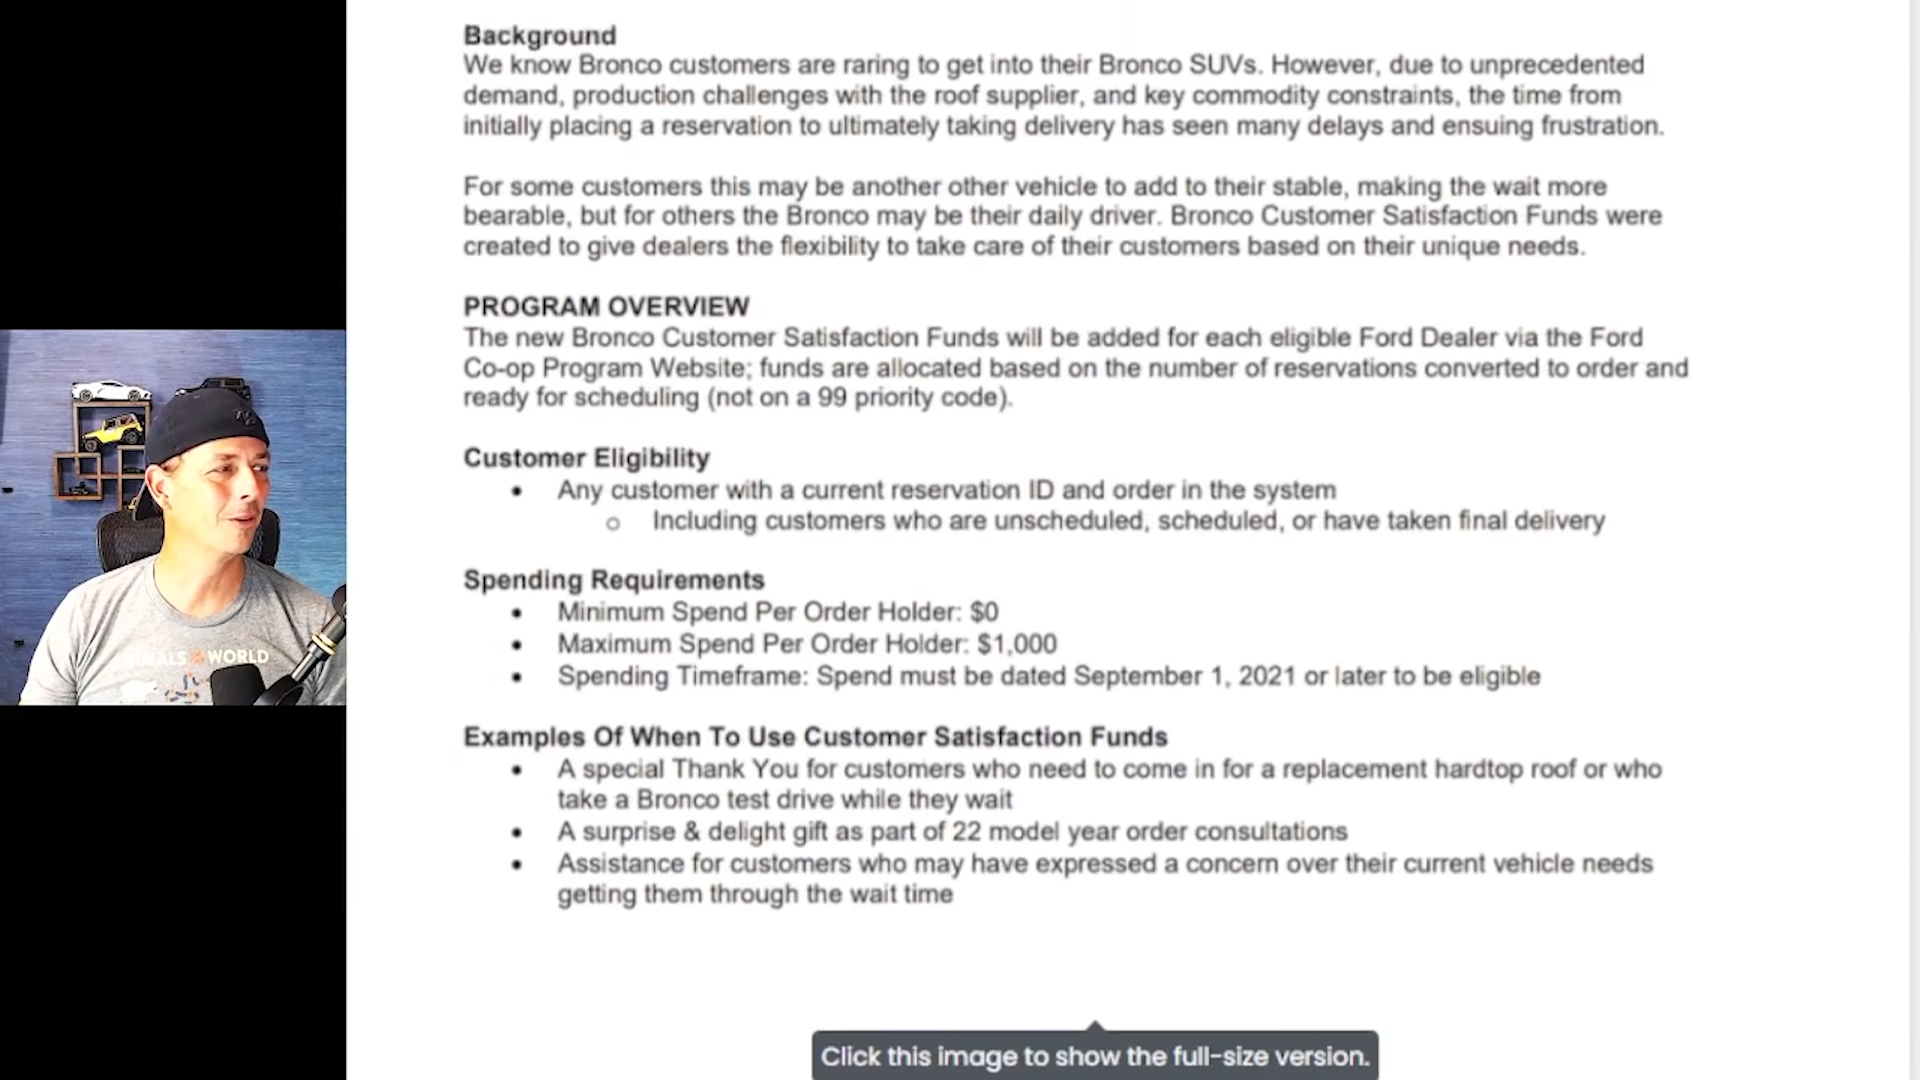 Background
We know Bronco customers are raring to get into their Bronco SUVs. However, due to unprecedented
demand, production challenges with the roof supplier, and key commodity constraints, the time from
initially placing a reservation to ultimately taking delivery has seen many delays and ensuing frustration.
For some customers this may be another other vehicle to add to their stable, making the wait more
bearable, but for others the Bronco may be their daily driver. Bronco Customer Satisfaction Funds were
created to give dealers the flexibility to take care of their customers based on their unique needs.
PROGRAM OVERVIEW
The new Bronco Customer Satisfaction Funds will be added for each eligible Ford Dealer via the Ford
Co-op Program Website; funds are allocated based on the number of reservations converted to order and
ready for scheduling (not on a 99 priority code).
Customer Eligibility
• Any customer with a current reservation ID and order in the system
o Including customers who are unscheduled, scheduled, or have taken final delivery
Spending Requirements
• Minimum Spend Per Order Holder: $0
• Maximum Spend Per Order Holder: $1,000
• Spending Timeframe: Spend must be dated September 1, 2021 or later to be eligible
Examples Of When To Use Customer Satisfaction Funds
• A special Thank You for customers who need to come in for a replacement hardtop roof or who
take a Bronco test drive while they wait
• A surprise & delight gift as part of 22 model year order consultations
• Assistance for customers who may have expressed a concern over their current vehicle needs
getting them through the wait time
Click this image to show the full-size version.
WORLD